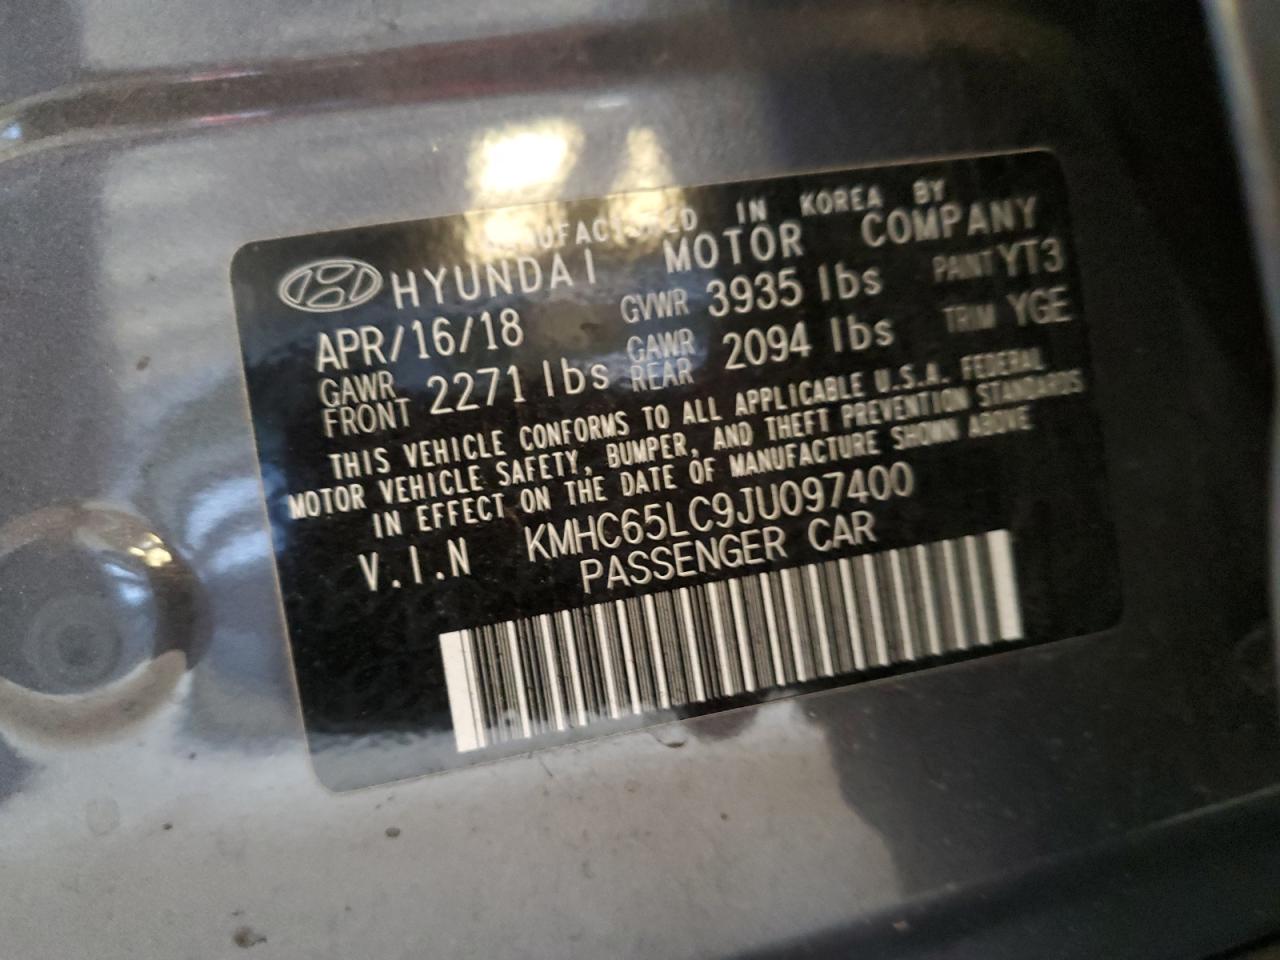 MANUFACTURED IN KOREA BY
HYUNDAI MOTOR COMPANY
APR/16/18 GVWR 3935 lbs PAINT YT3
GAWR FRONT 2271 lbs GAWR REAR 2094 lbs TRIM YGE
THIS VEHICLE CONFORMS TO ALL APPLICABLE U.S.A. FEDERAL
MOTOR VEHICLE SAFETY, BUMPER, AND THEFT PREVENTION STANDARDS
IN EFFECT ON THE DATE OF MANUFACTURE SHOWN ABOVE
V.I.N KMHC65LC9JU097400
PASSENGER CAR